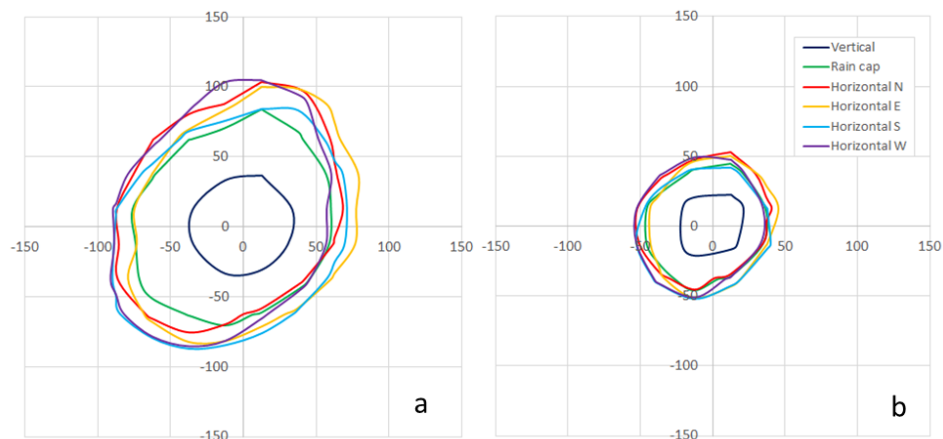 150
100
50
0
-150 -100 -50 0 50 100 150
-50
-100
-150
a
150
100
50
0
-150 -100 -50 0 50 100 150
-50
-100
-150
Vertical
Rain cap
Horizontal N
Horizontal E
Horizontal S
Horizontal W
b